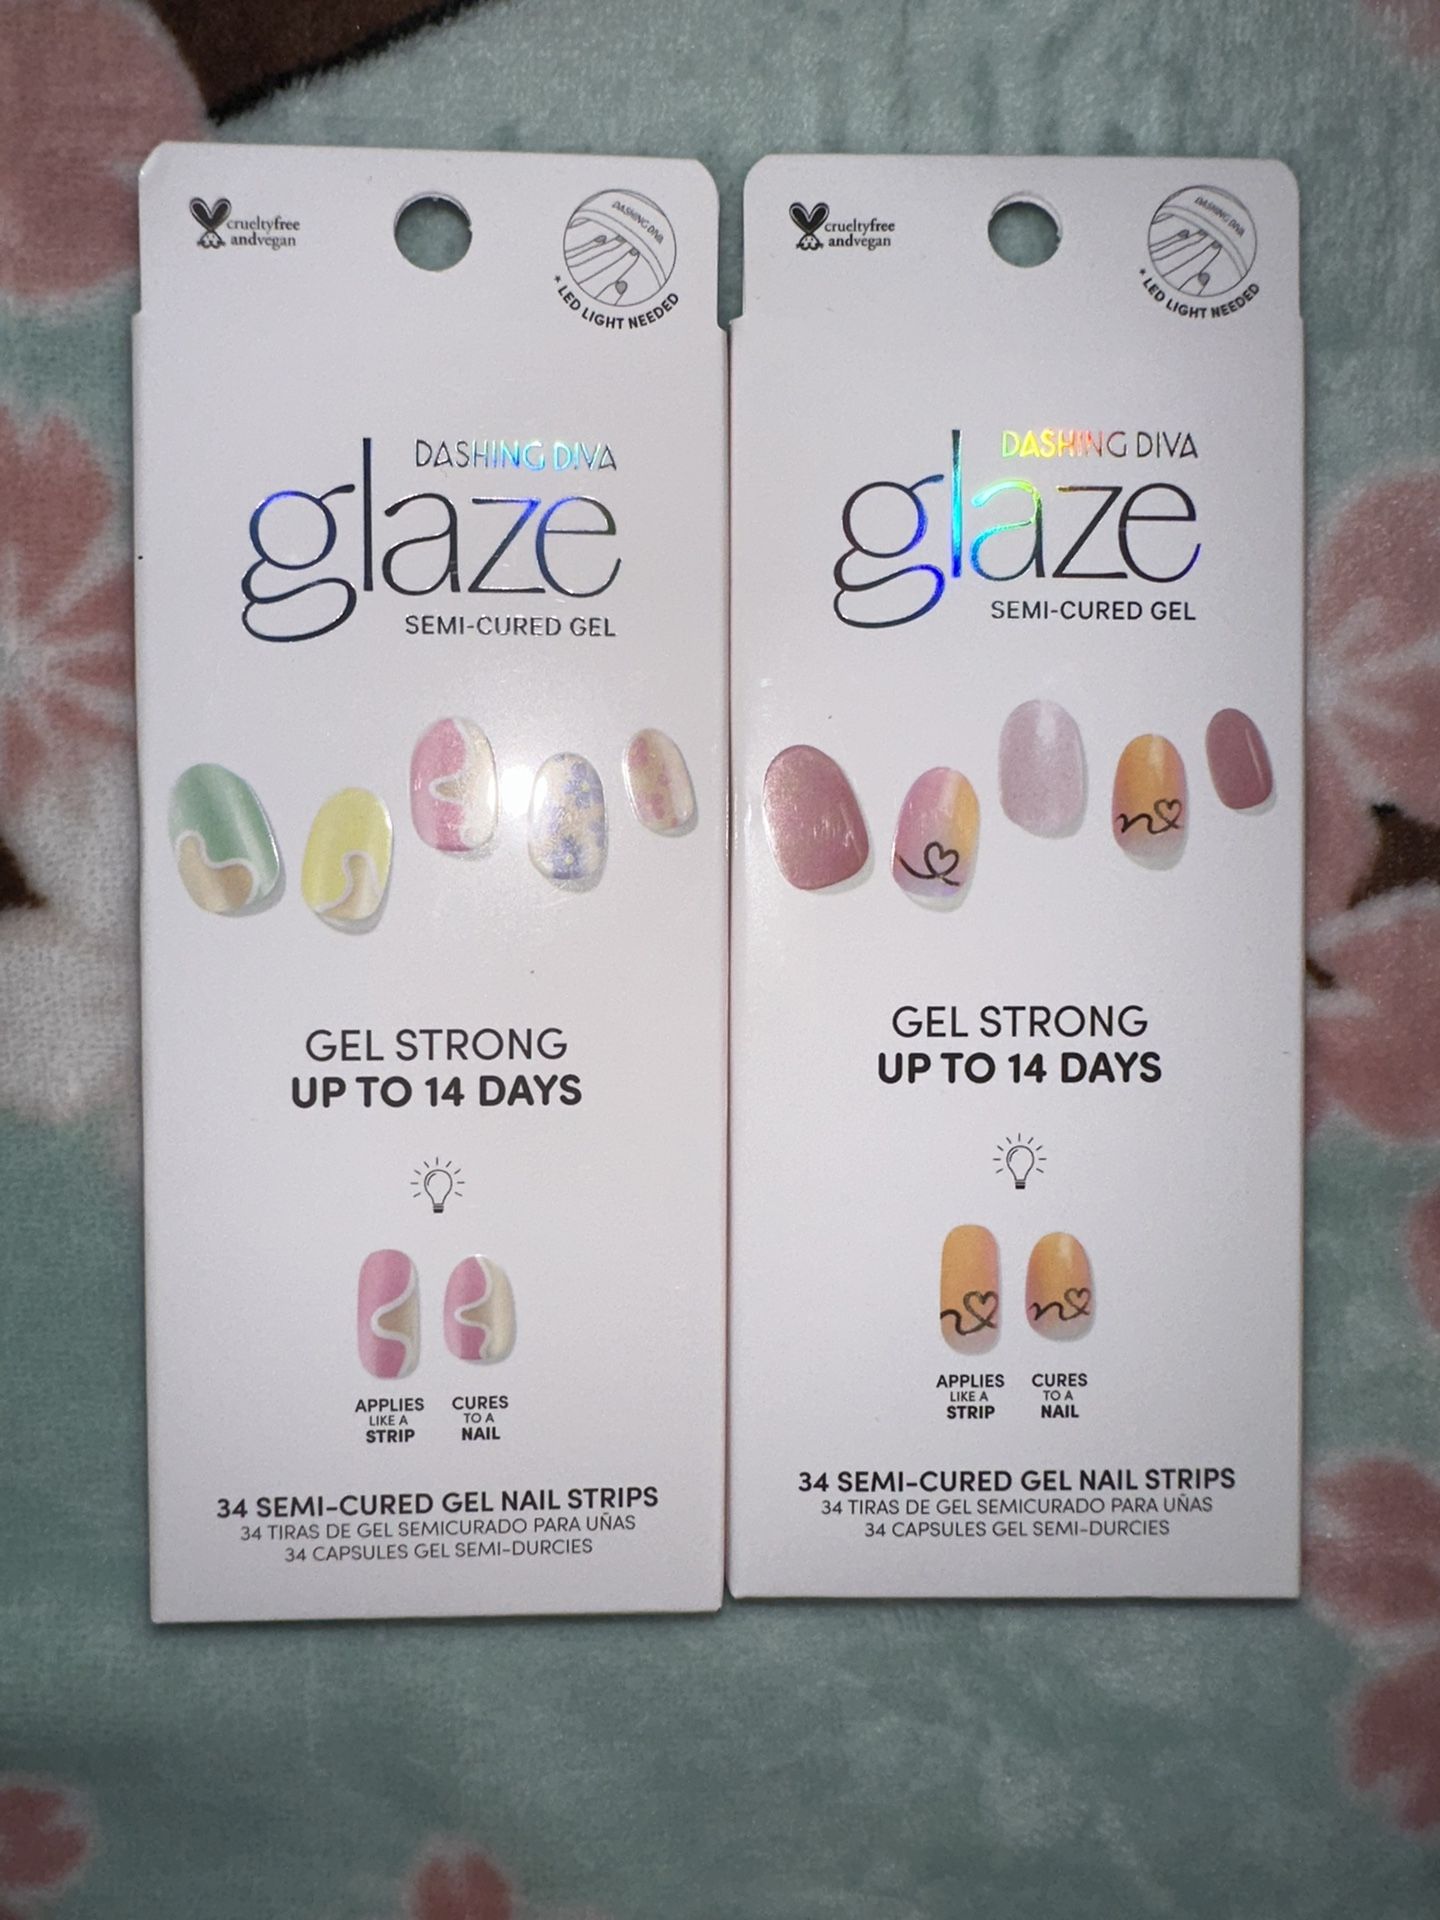 crueltyfree
andvegan
DASHING DIVA
* LED LIGHT NEEDED
DASHING DIVA
glaze
SEMI-CURED GEL
GEL STRONG
UP TO 14 DAYS
APPLIES
LIKE A
STRIP
CURES
TO A
NAIL
34 SEMI-CURED GEL NAIL STRIPS
34 TIRAS DE GEL SEMICURADO PARA UÑAS
34 CAPSULES GEL SEMI-DURCIES
crueltyfree
andvegan
DASHING DIVA
* LED LIGHT NEEDED
DASHING DIVA
glaze
SEMI-CURED GEL
GEL STRONG
UP TO 14 DAYS
APPLIES
LIKE A
STRIP
CURES
TO A
NAIL
34 SEMI-CURED GEL NAIL STRIPS
34 TIRAS DE GEL SEMICURADO PARA UÑAS
34 CAPSULES GEL SEMI-DURCIES